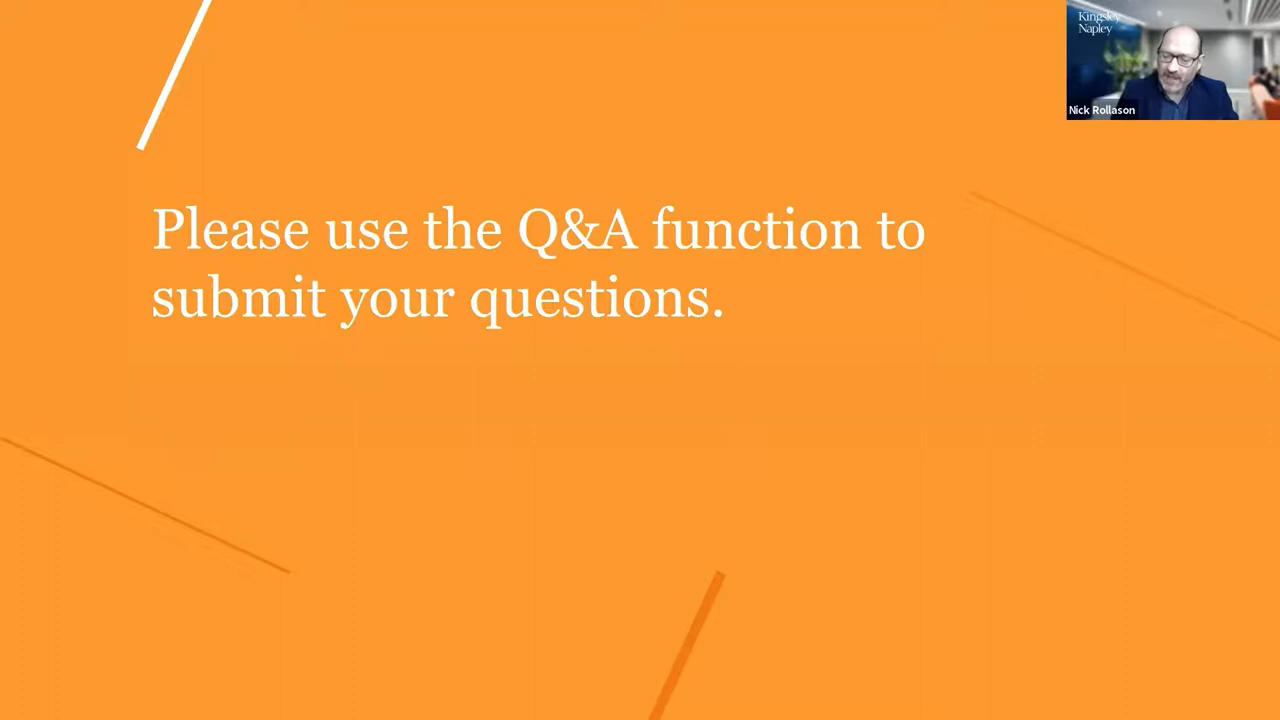 Kingsley
Napley
Nick Rollason
Please use the Q&A function to
submit your questions.